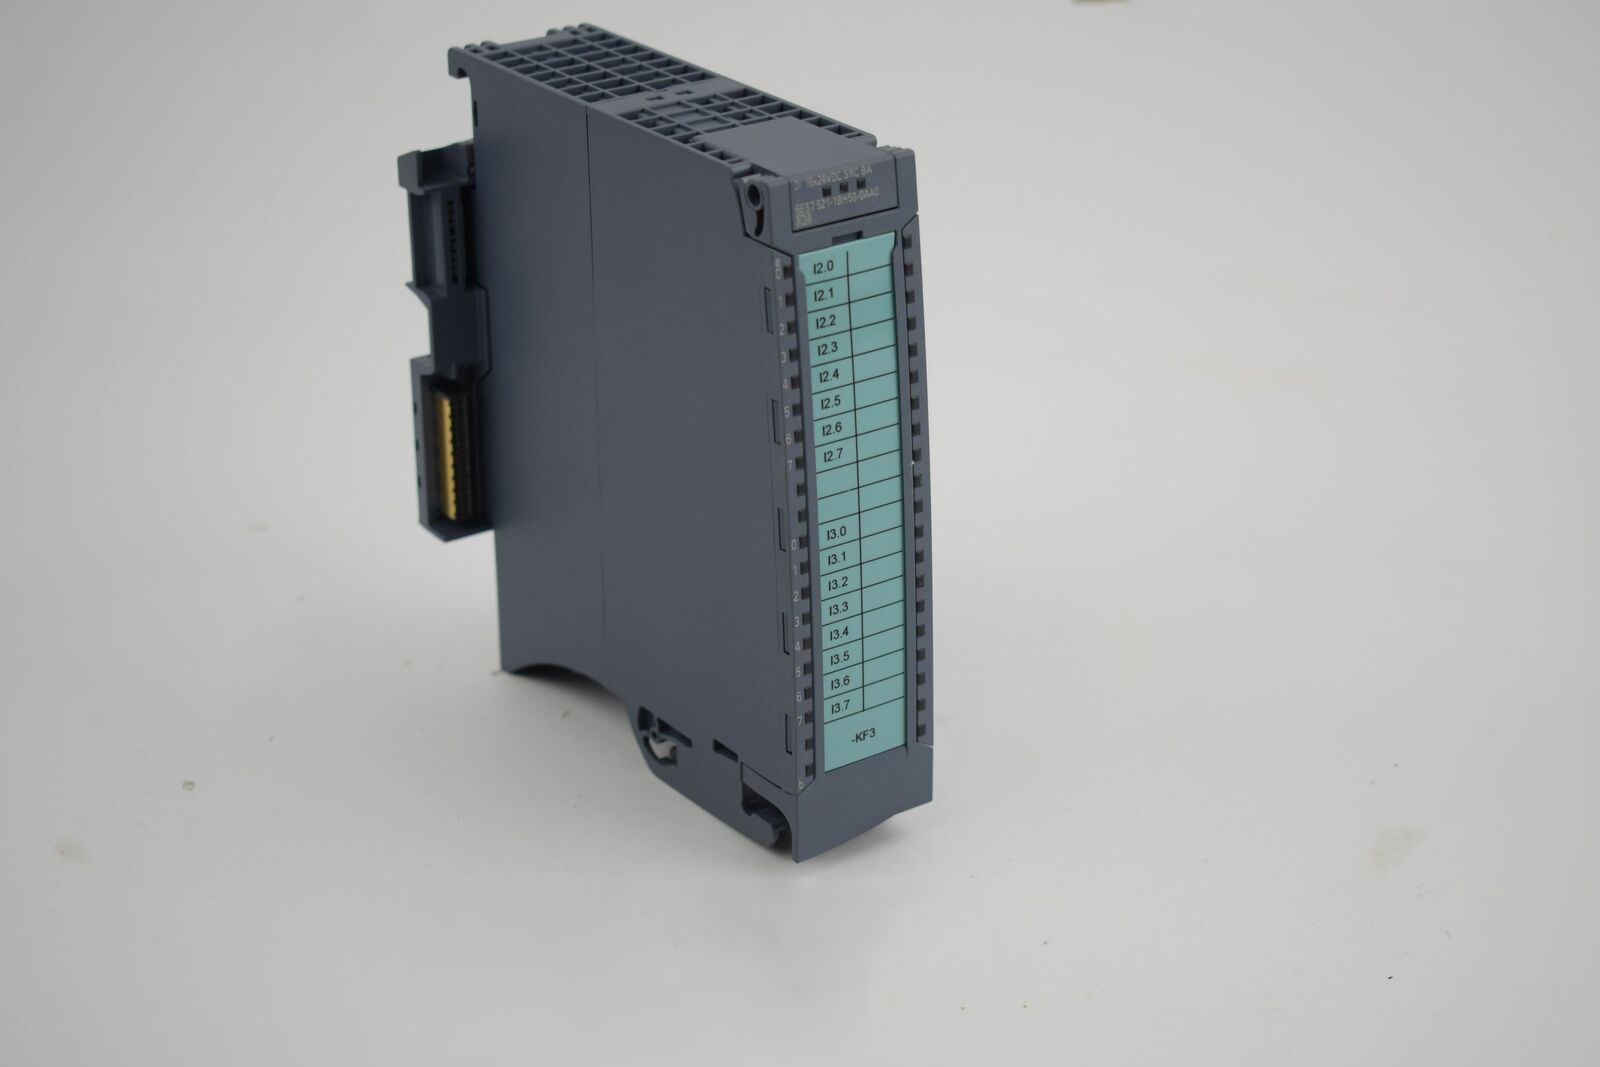 DI 16x24VDC SRC BA
6ES7 521-1BH50-0AA0
I2.0
0
I2.1
1
I2.2
2
I2.3
3
I2.4
4
I2.5
5
I2.6
6
I2.7
7
I3.0
0
I3.1
1
I3.2
2
I3.3
3
I3.4
4
I3.5
5
I3.6
6
I3.7
7
-KF3
b